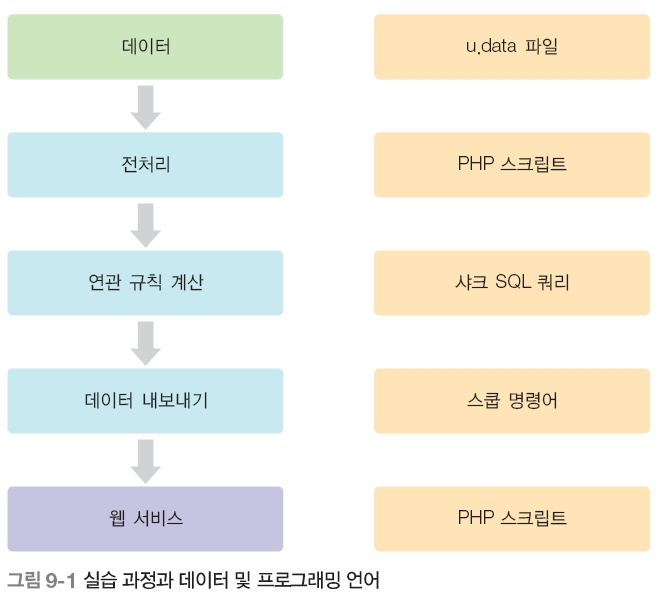 데이터
u.data 파일
전처리
PHP 스크립트
연관 규칙 계산
샤크 SQL 쿼리
데이터 내보내기
스쿱 명령어
웹 서비스
PHP 스크립트
그림 9-1 실습 과정과 데이터 및 프로그래밍 언어